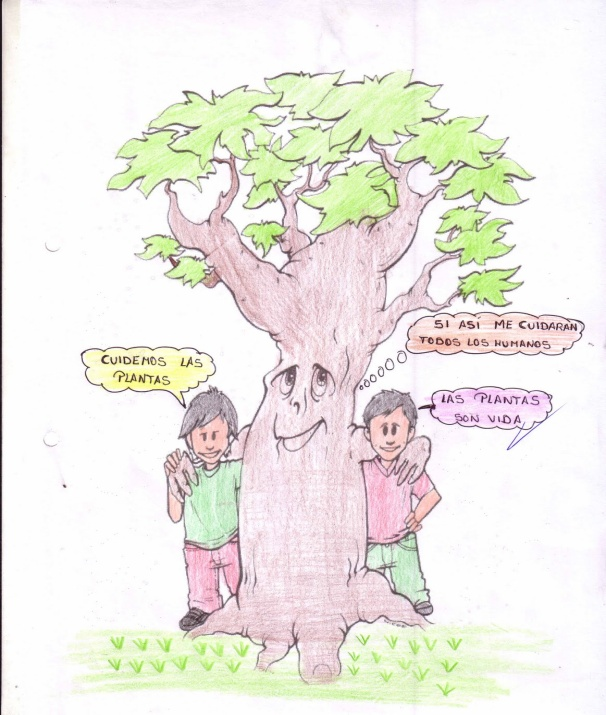 SI ASÍ ME CUIDARAN
TODOS LOS HUMANOS
CUIDEMOS LAS
PLANTAS
LAS PLANTAS
SON VIDA